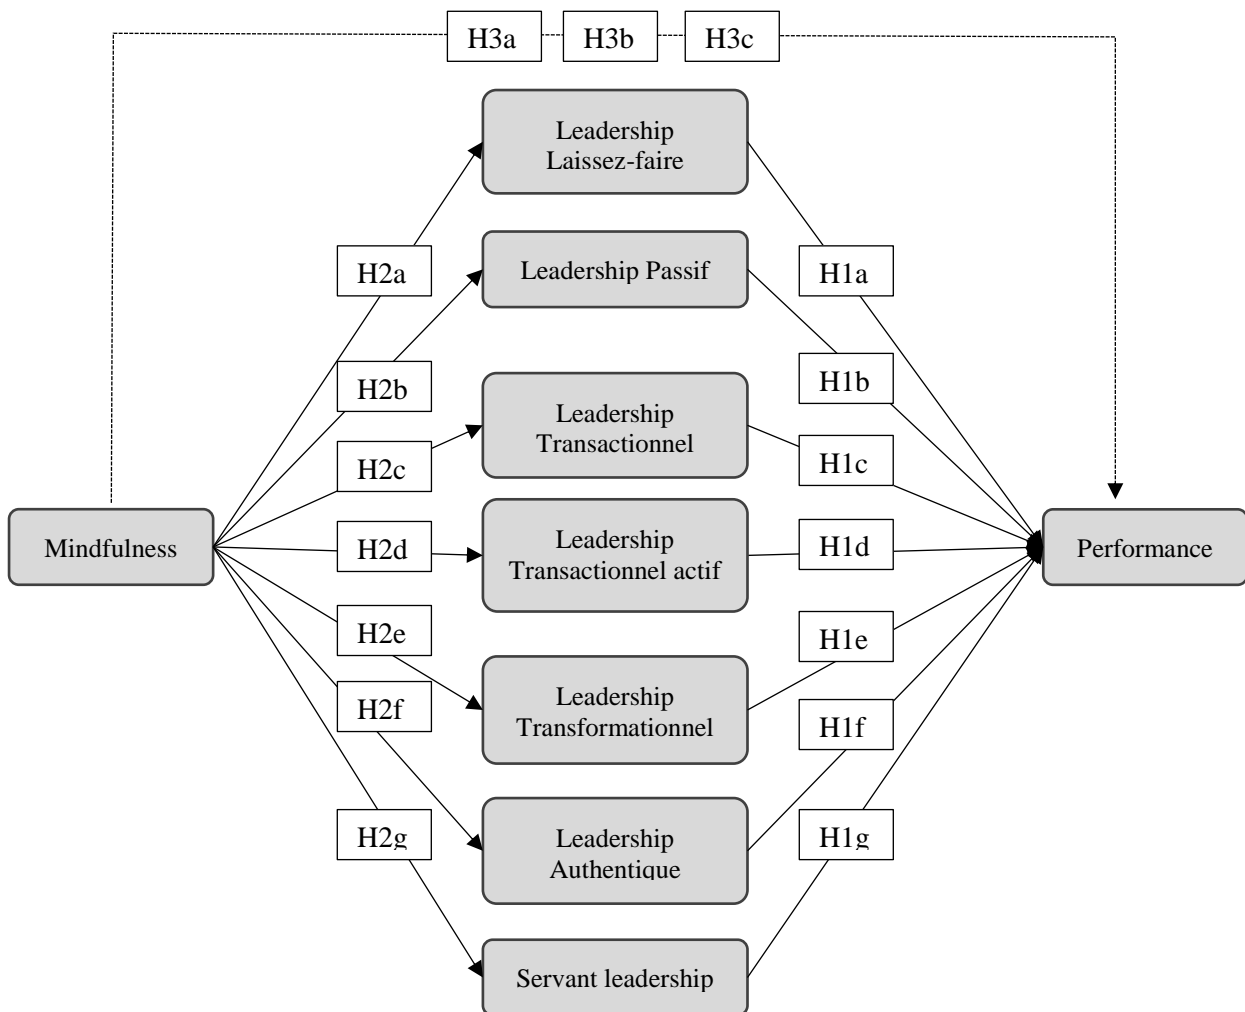 H3a H3b H3c
Leadership
Laissez-faire
H2a
Leadership Passif
H1a
H2b
H1b
Leadership
Transactionnel
H2c
H1c
Mindfulness
H2d
Leadership
Transactionnel actif
H1d
Performance
H2e
H1e
Leadership
Transformationnel
H2f
H1f
Leadership
Authentique
H2g
H1g
Servant leadership